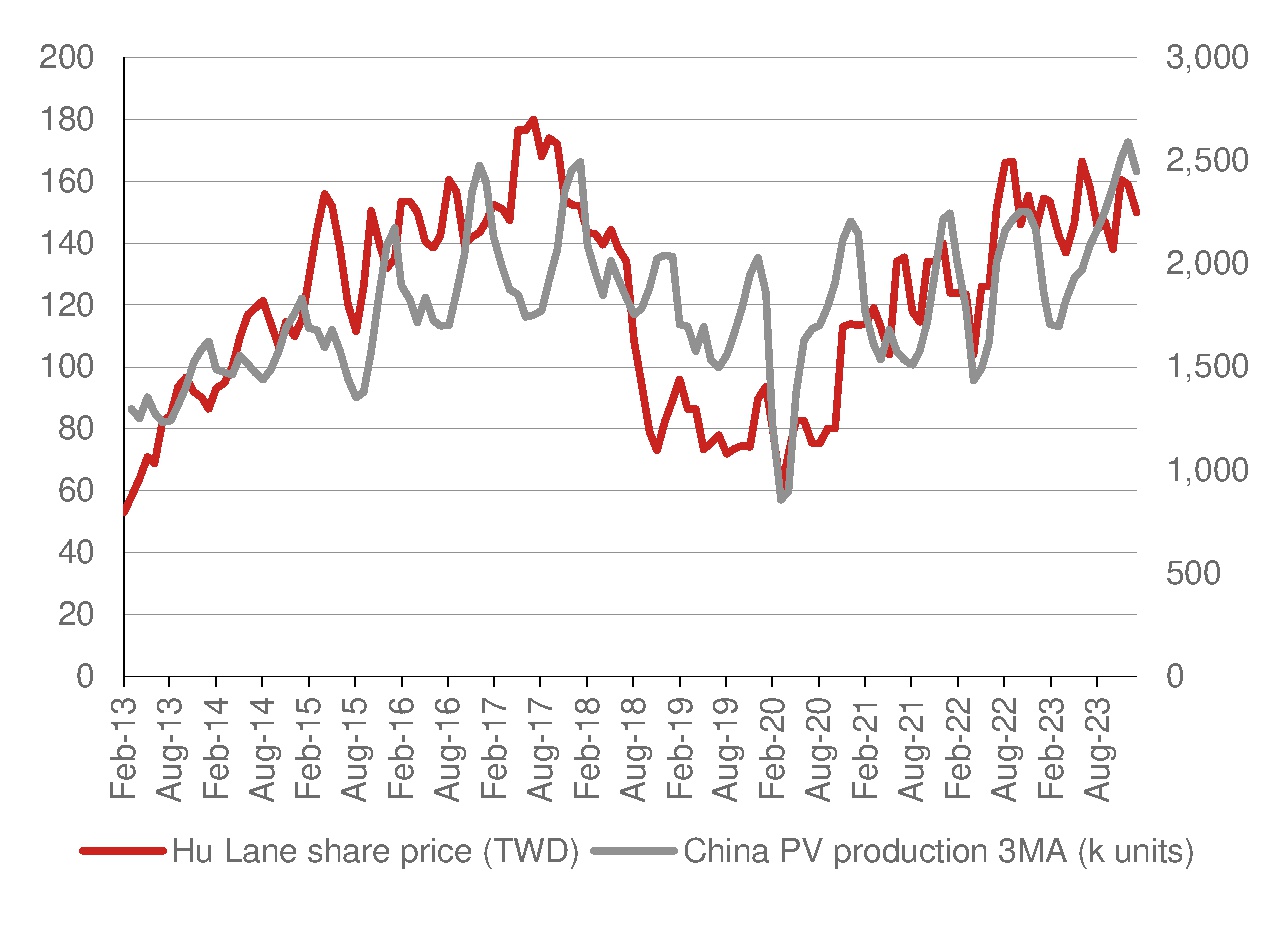 200
180
160
140
120
100
80
60
40
20
0
3,000
2,500
2,000
1,500
1,000
500
0
Feb-13
Aug-13
Feb-14
Aug-14
Feb-15
Aug-15
Feb-16
Aug-16
Feb-17
Aug-17
Feb-18
Aug-18
Feb-19
Aug-19
Feb-20
Aug-20
Feb-21
Aug-21
Feb-22
Aug-22
Feb-23
Aug-23
Hu Lane share price (TWD) China PV production 3MA (k units)